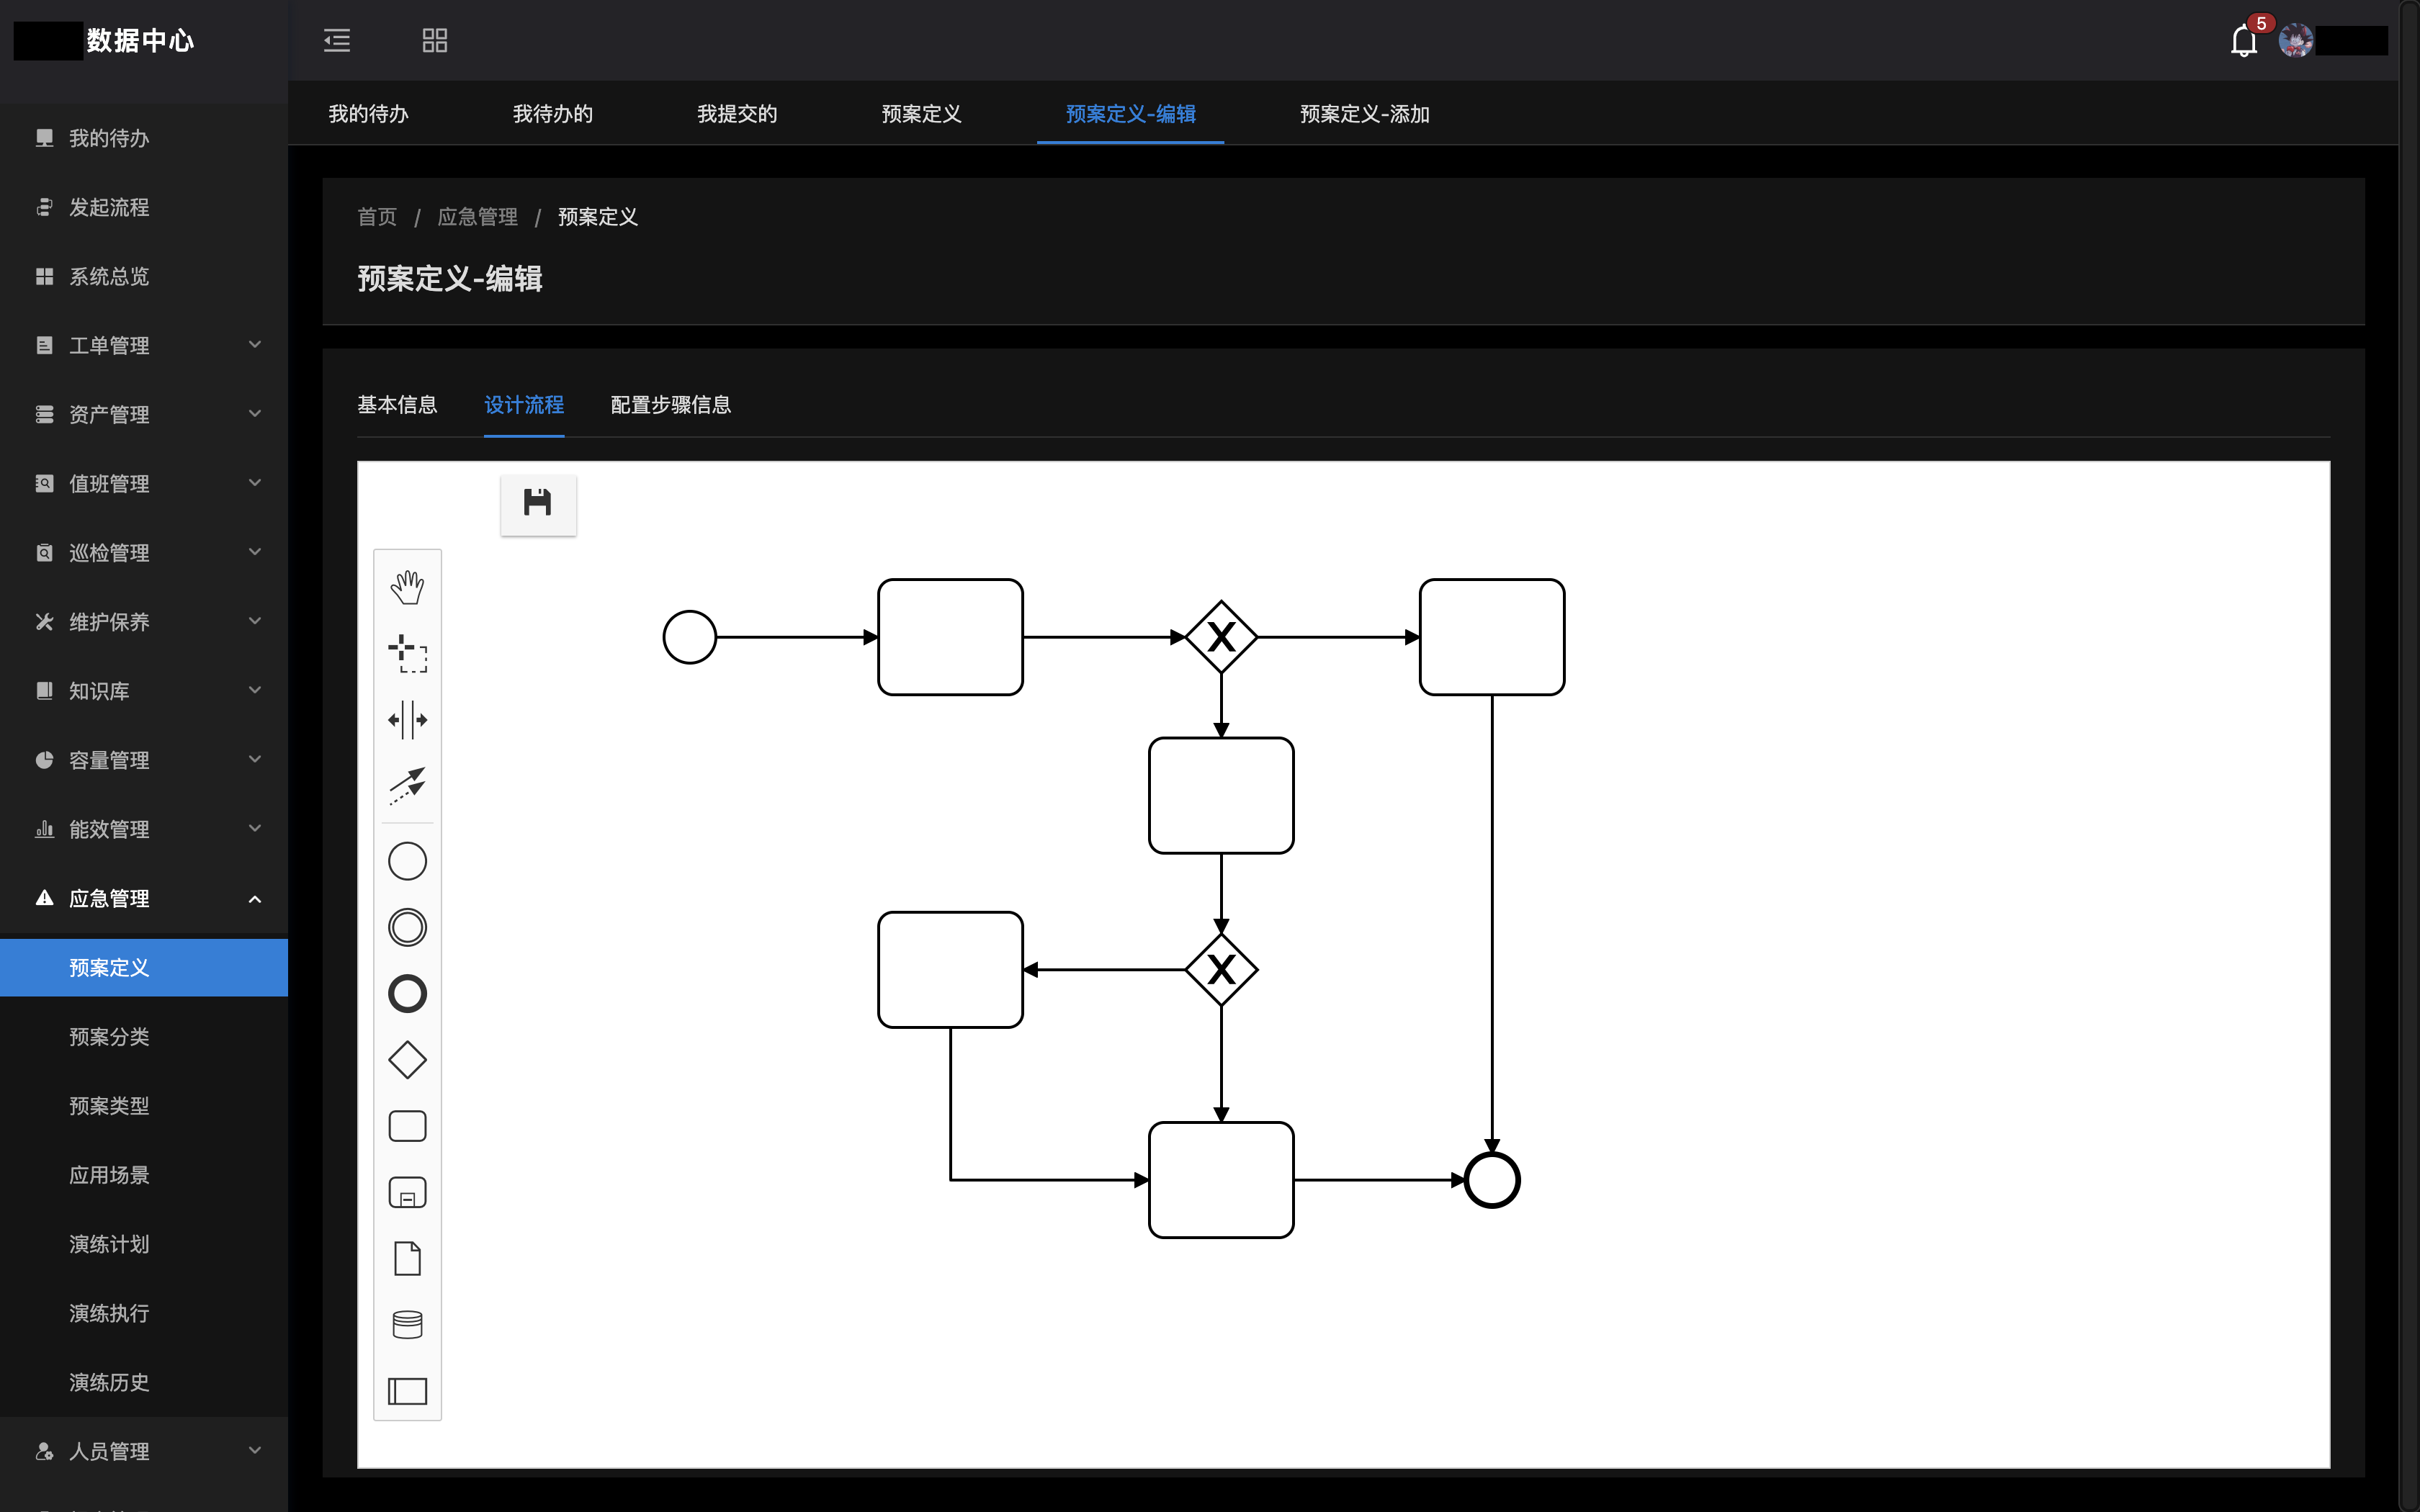 数据中心
5
我的待办
发起流程
系统总览
工单管理
资产管理
值班管理
巡检管理
维护保养
知识库
容量管理
能效管理
应急管理
预案定义
预案分类
预案类型
应用场景
演练计划
演练执行
演练历史
人员管理
我的待办 我待办的 我提交的 预案定义 预案定义-编辑 预案定义-添加
首页 / 应急管理 / 预案定义
预案定义-编辑
基本信息 设计流程 配置步骤信息